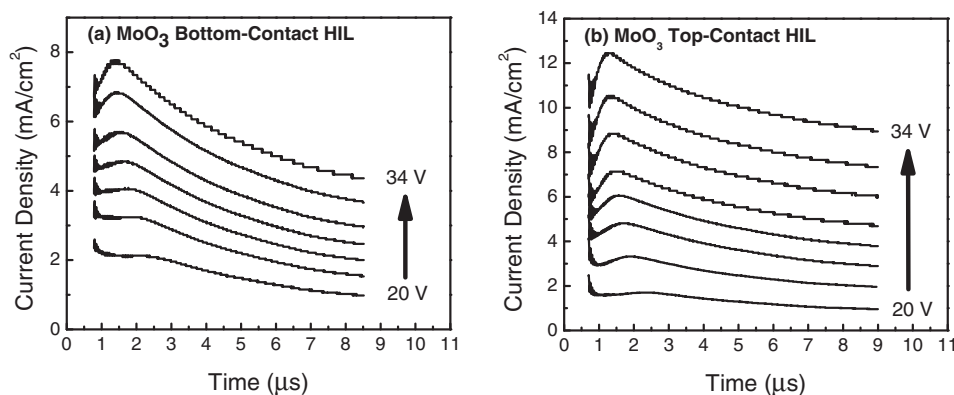 (a) MoO3 Bottom-Contact HIL
Current Density (mA/cm²)
8
6
4
2
0
34 V
20 V
0 1 2 3 4 5 6 7 8 9 10 11
Time (μs)
(b) MoO₃ Top-Contact HIL
Current Density (mA/cm²)
14
12
10
8
6
4
2
0
34 V
20 V
0 1 2 3 4 5 6 7 8 9 10 11
Time (μs)